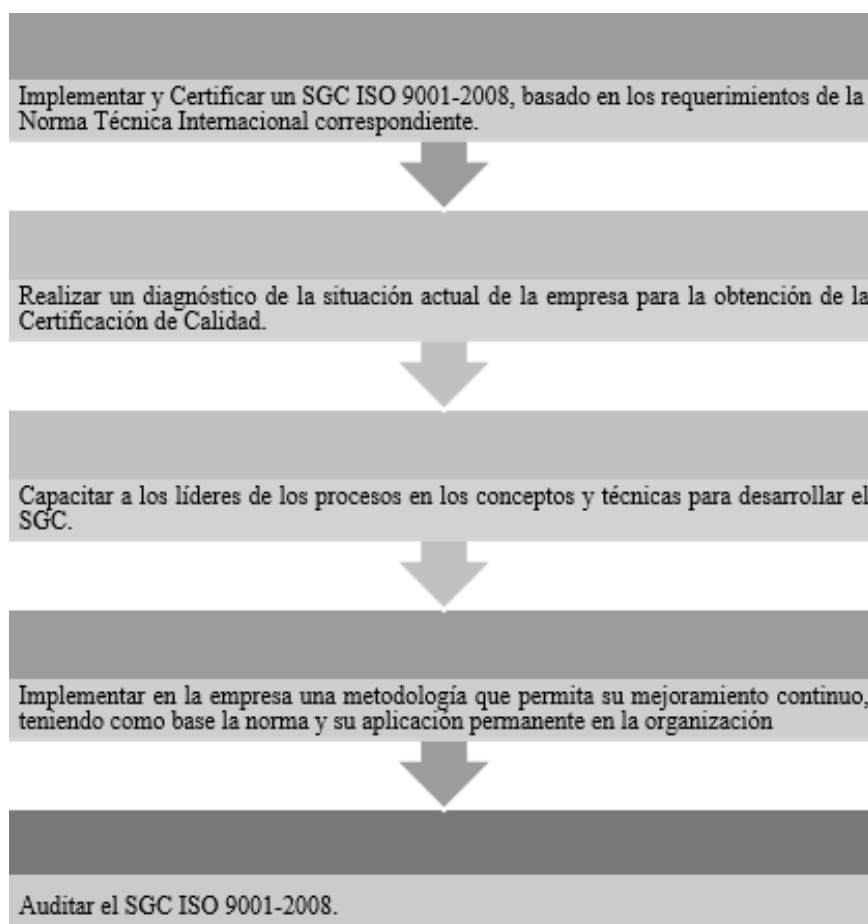 Implementar y Certificar un SGC ISO 9001-2008, basado en los requerimientos de la
Norma Técnica Internacional correspondiente.
Realizar un diagnóstico de la situación actual de la empresa para la obtención de la
Certificación de Calidad.
Capacitar a los líderes de los procesos en los conceptos y técnicas para desarrollar el
SGC.
Implementar en la empresa una metodología que permita su mejoramiento continuo,
teniendo como base la norma y su aplicación permanente en la organización
Auditar el SGC ISO 9001-2008.